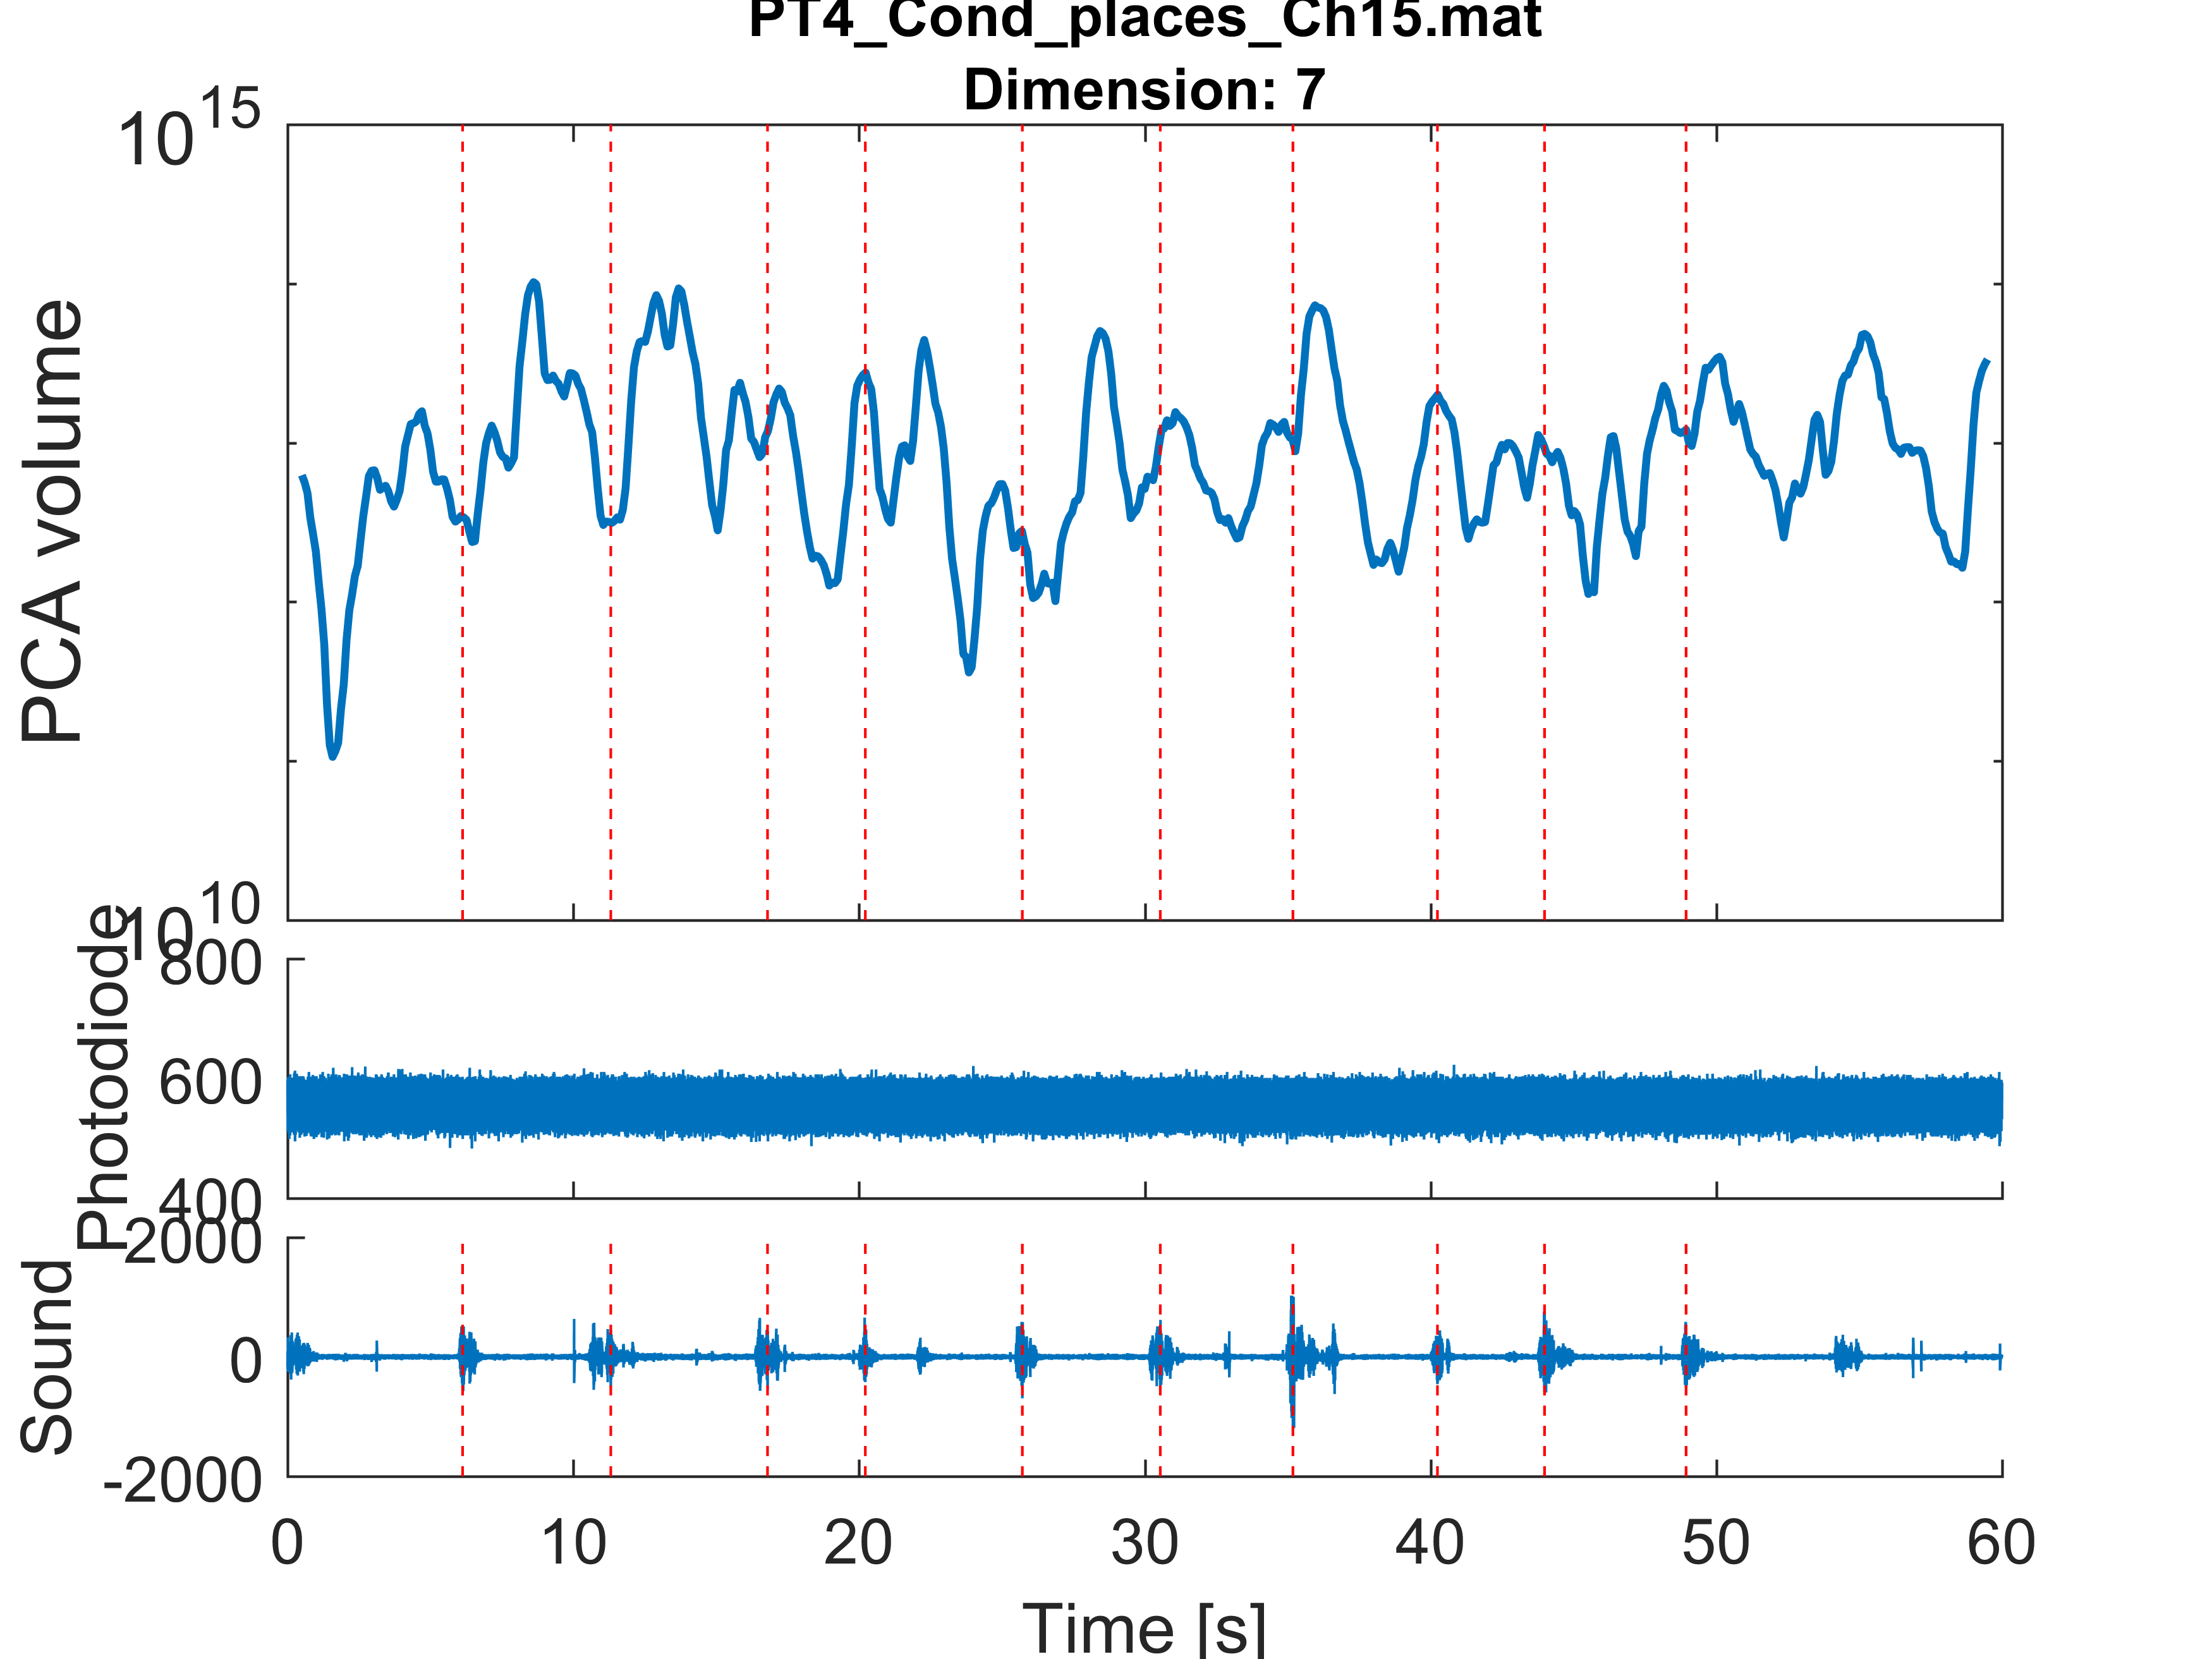 PT4_Cond_places_Ch15.mat
Dimension: 7
10^15
PCA volume
10^10
800
Photodiode
600
400
2000
Sound
0
-2000
0 10 20 30 40 50 60
Time [s]